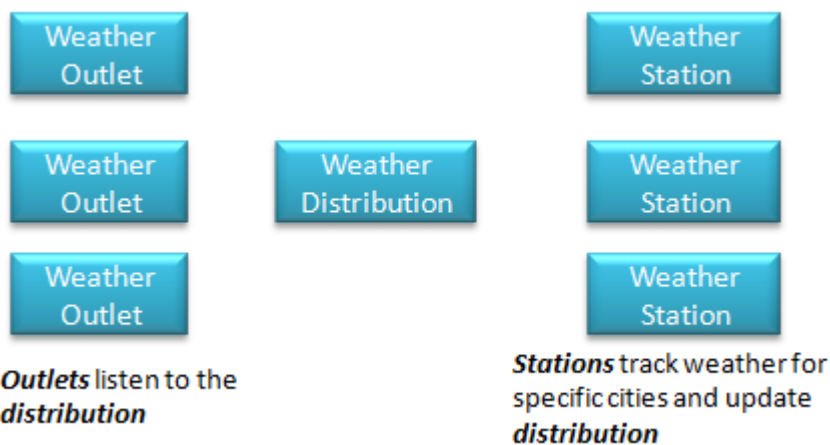 Weather
Outlet
Weather
Station
Weather
Outlet
Weather
Distribution
Weather
Station
Weather
Outlet
Weather
Station
Outlets listen to the
distribution
Stations track weather for
specific cities and update
distribution